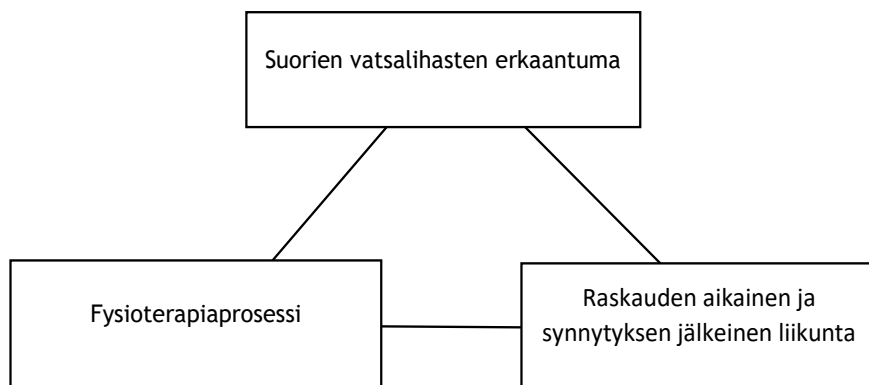 Suorien vatsalihasten erkaantuma
Fysioterapiaprosessi
Raskauden aikainen ja
synnytyksen jälkeinen liikunta